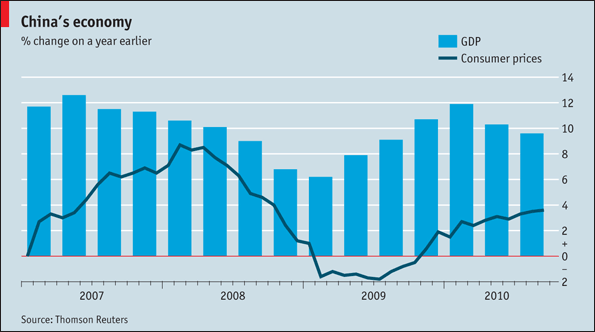 China's economy
% change on a year earlier
GDP
Consumer prices
14
12
10
8
6
4
2
+
0
–
2
2007 2008 2009 2010
Source: Thomson Reuters